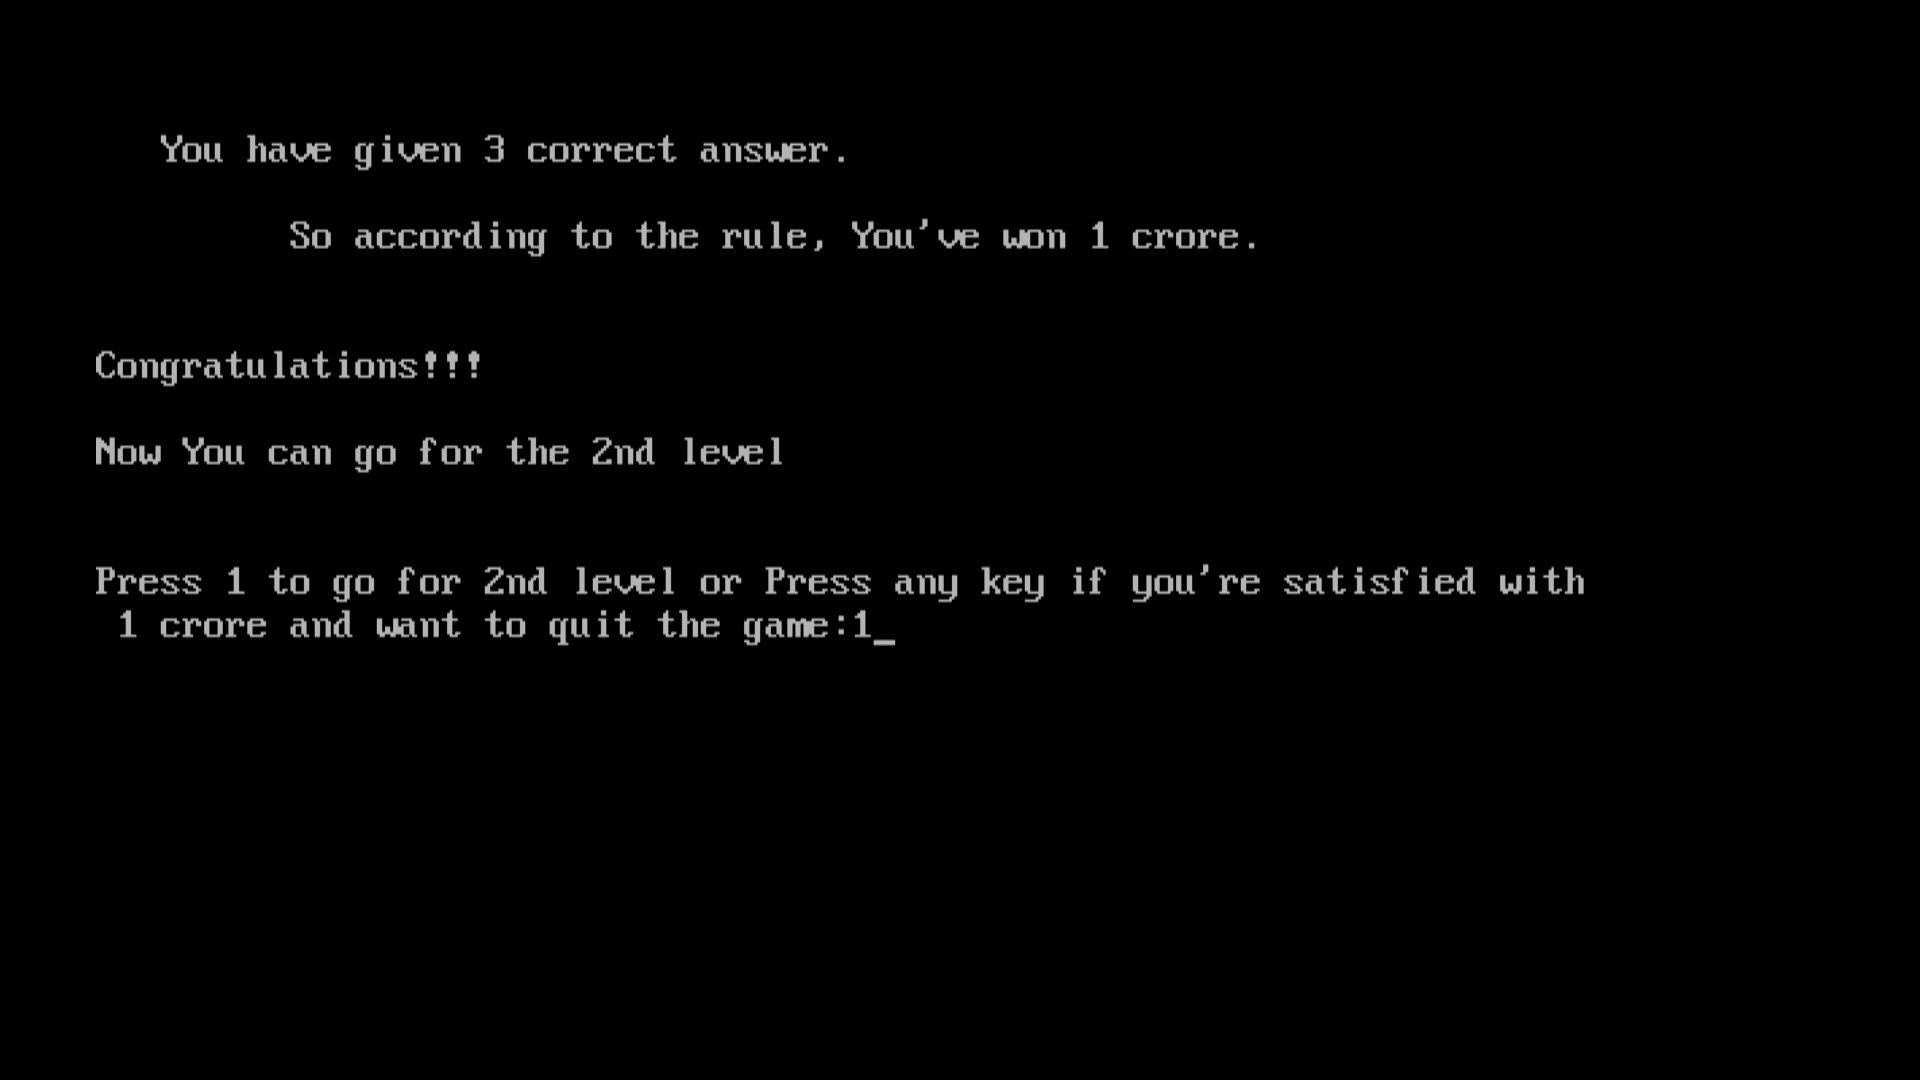 You have given 3 correct answer.
So according to the rule, You've won 1 crore.
Congratulations!!!
Now You can go for the 2nd level
Press 1 to go for 2nd level or Press any key if you're satisfied with
1 crore and want to quit the game:1_